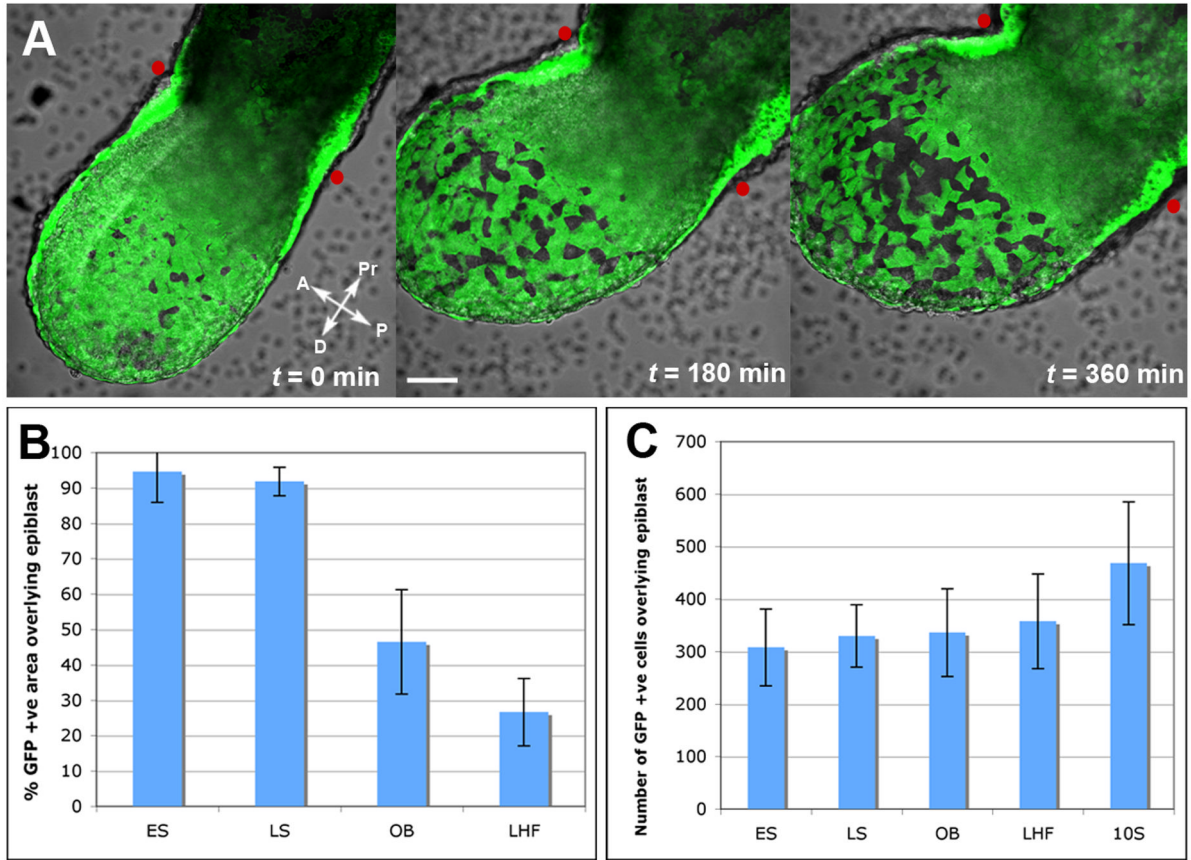 A
A
Pr
D
P
t = 0 min
t = 180 min
t = 360 min
B
% GFP +ve area overlying epiblast
100
90
80
70
60
50
40
30
20
10
0
ES LS OB LHF
C
Number of GFP +ve cells overlying epiblast
700
600
500
400
300
200
100
0
ES LS OB LHF 10S